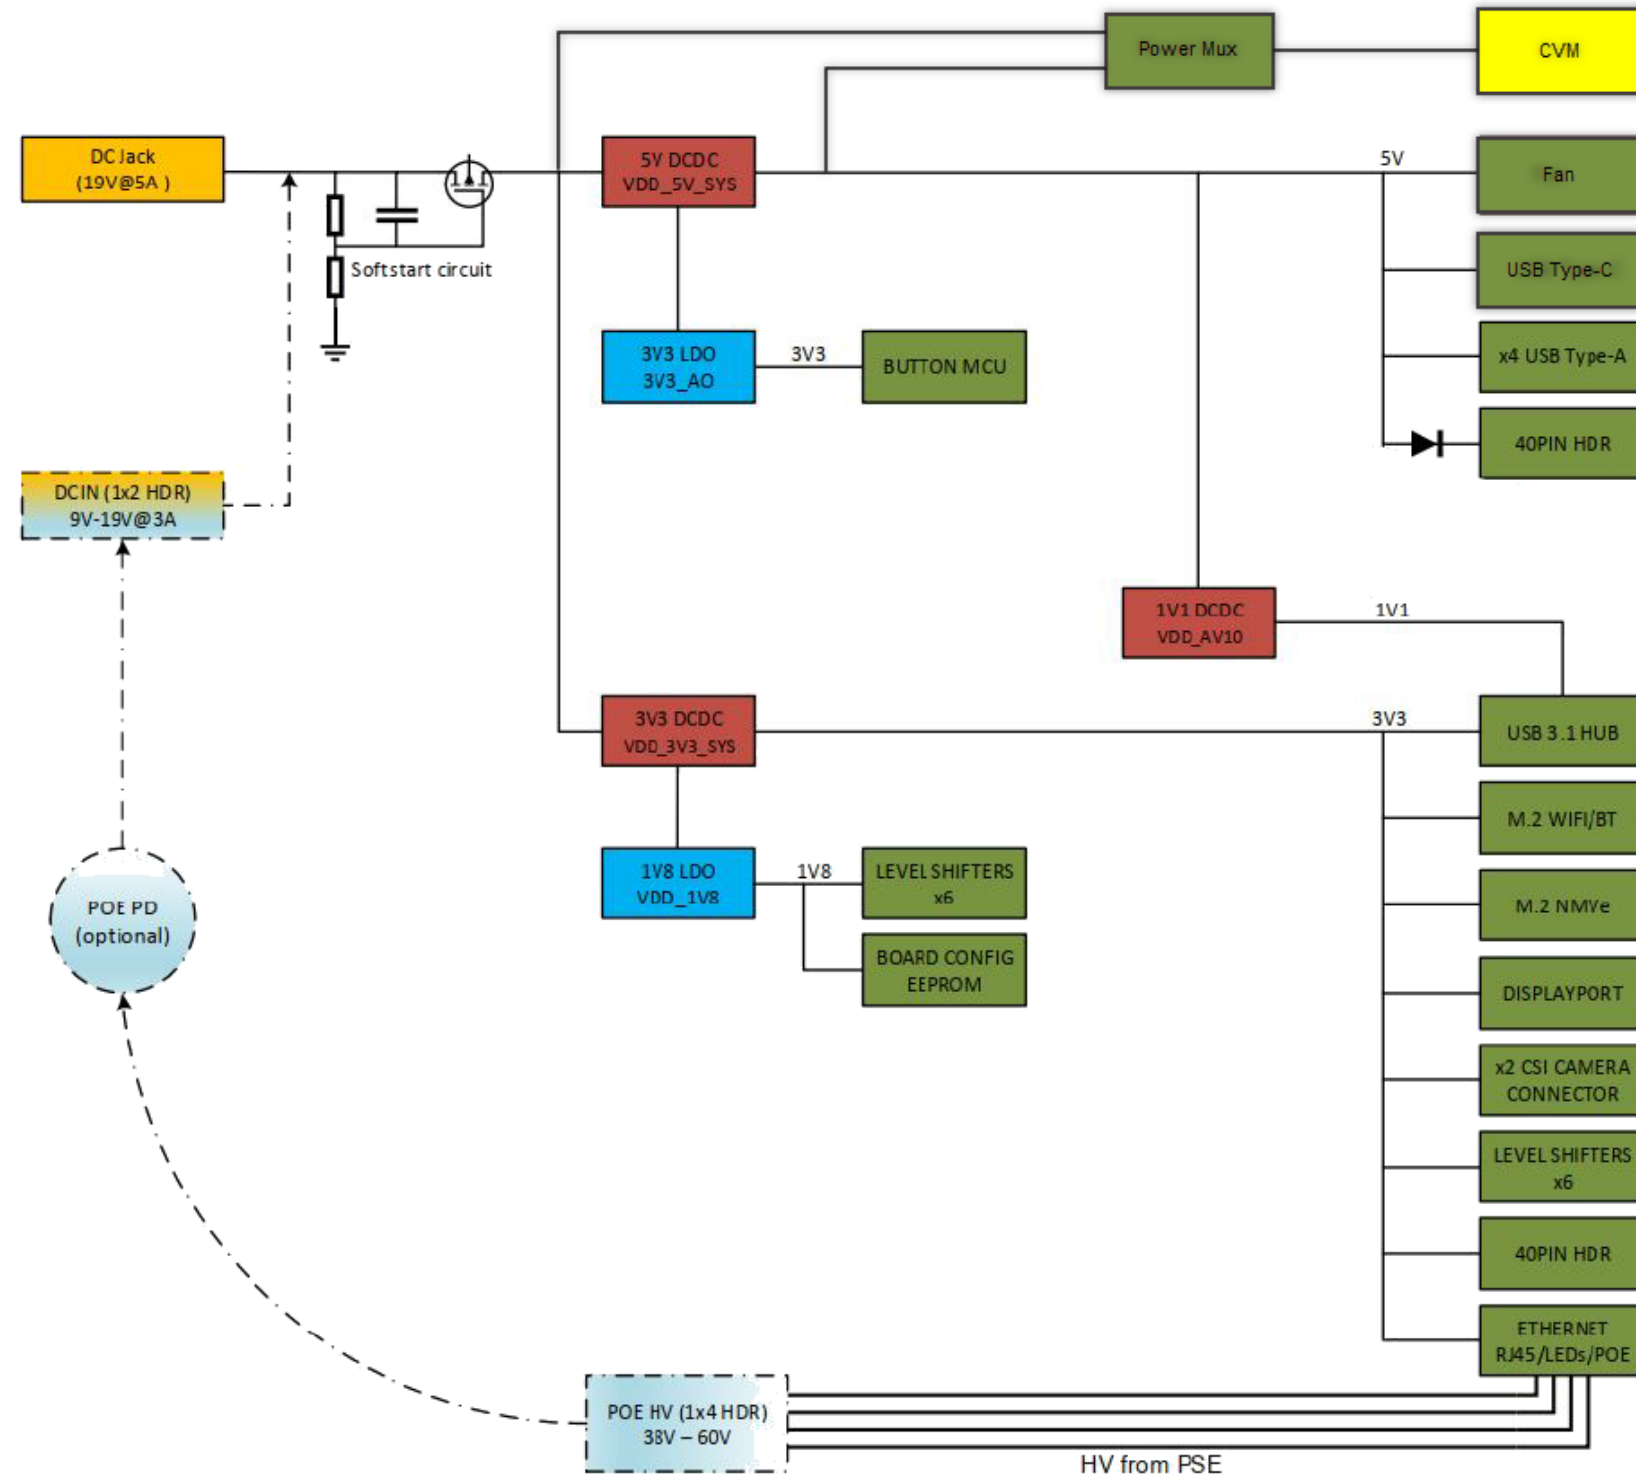 Power Mux
CVM
DC Jack
(19V@5A )
5V DCDC
VDD_5V_SYS
5V
Fan
Softstart circuit
USB Type-C
3V3 LDO
3V3_AO
3V3
BUTTON MCU
x4 USB Type-A
40PIN HDR
DCIN (1x2 HDR)
9V-19V@3A
1V1 DCDC
VDD_AV10
1V1
3V3 DCDC
VDD_3V3_SYS
3V3
USB 3.1 HUB
M.2 WIFI/BT
1V8 LDO
VDD_1V8
1V8
LEVEL SHIFTERS
x6
M.2 NMVe
POE PD
(optional)
BOARD CONFIG
EEPROM
DISPLAYPORT
x2 CSI CAMERA
CONNECTOR
LEVEL SHIFTERS
x6
40PIN HDR
ETHERNET
RJ45/LEDs/POE
POE HV (1x4 HDR)
38V – 60V
HV from PSE